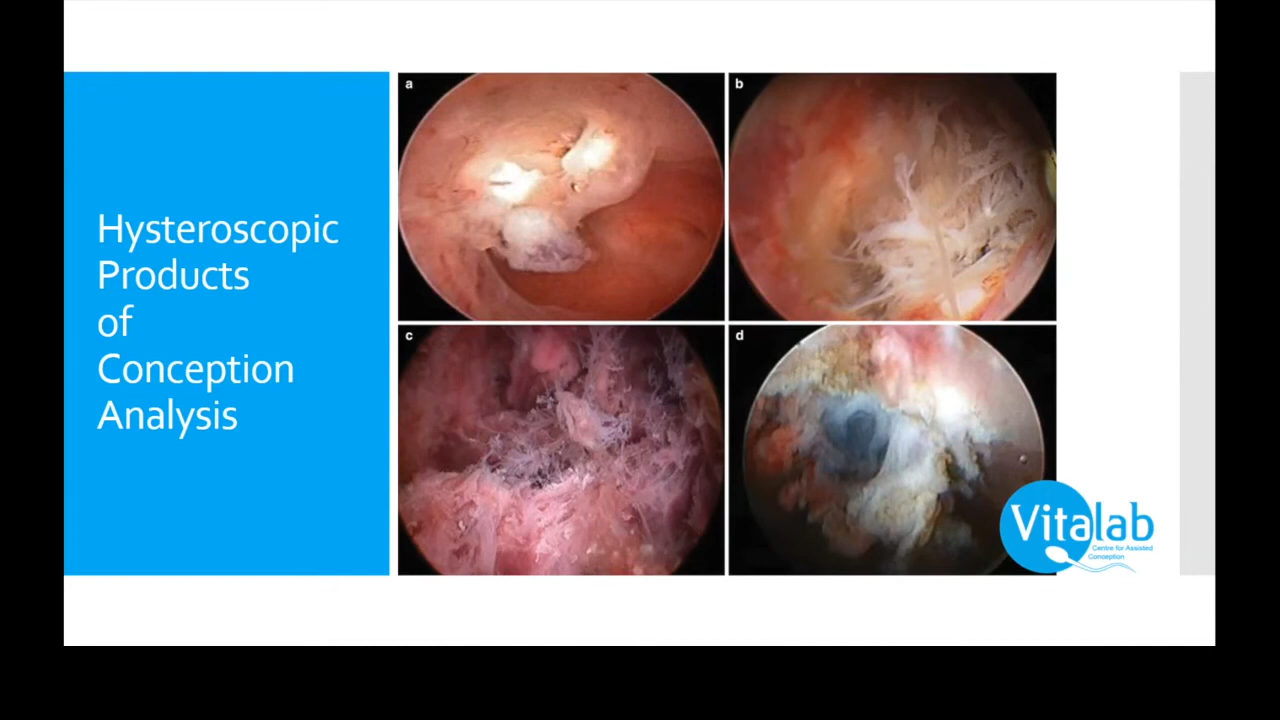 Hysteroscopic
Products
of
Conception
Analysis
a
b
c
d
Vitalab
Centre for Assisted
Conception